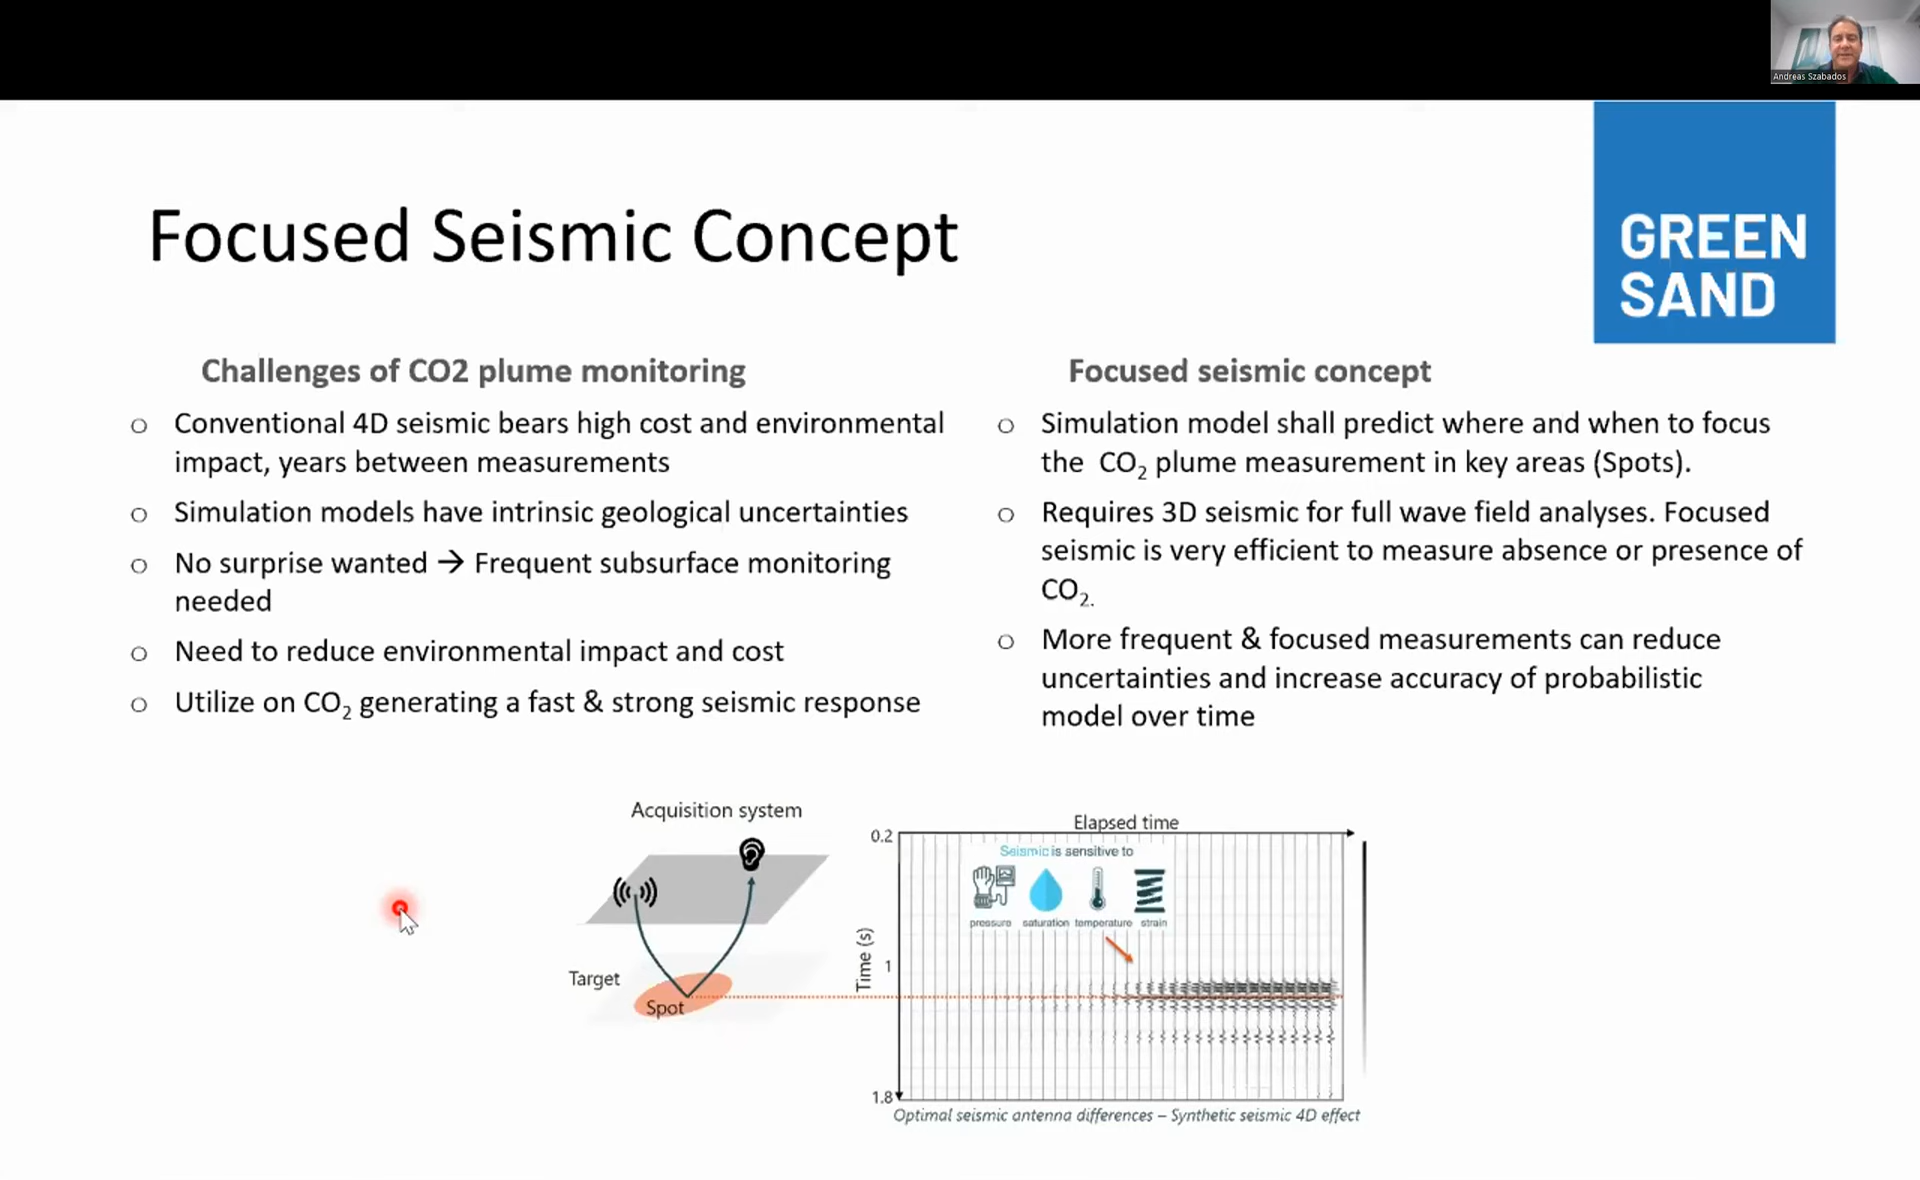 Andreas Szabados
GREEN
SAND
Focused Seismic Concept
Challenges of CO2 plume monitoring
o Conventional 4D seismic bears high cost and environmental
impact, years between measurements
o Simulation models have intrinsic geological uncertainties
o No surprise wanted → Frequent subsurface monitoring
needed
o Need to reduce environmental impact and cost
o Utilize on CO₂ generating a fast & strong seismic response
Focused seismic concept
o Simulation model shall predict where and when to focus
the CO₂ plume measurement in key areas (Spots).
o Requires 3D seismic for full wave field analyses. Focused
seismic is very efficient to measure absence or presence of
CO₂.
o More frequent & focused measurements can reduce
uncertainties and increase accuracy of probabilistic
model over time
Acquisition system
Target
Spot
Elapsed time
0.2
Seismic is sensitive to
pressure saturation temperature strain
Time (s)
1
1.8
Optimal seismic antenna differences – Synthetic seismic 4D effect